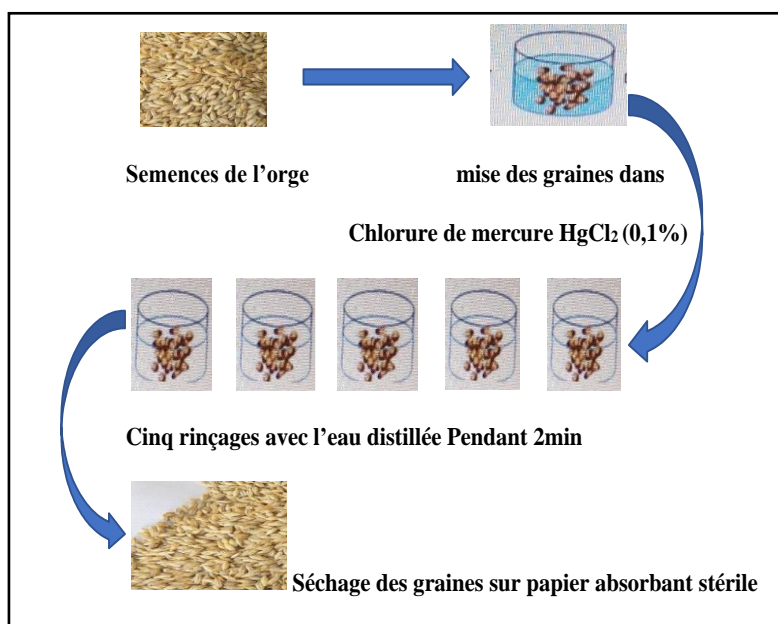 Semences de l'orge
mise des graines dans
Chlorure de mercure HgCl₂ (0,1%)
Cinq rinçages avec l'eau distillée Pendant 2min
Séchage des graines sur papier absorbant stérile